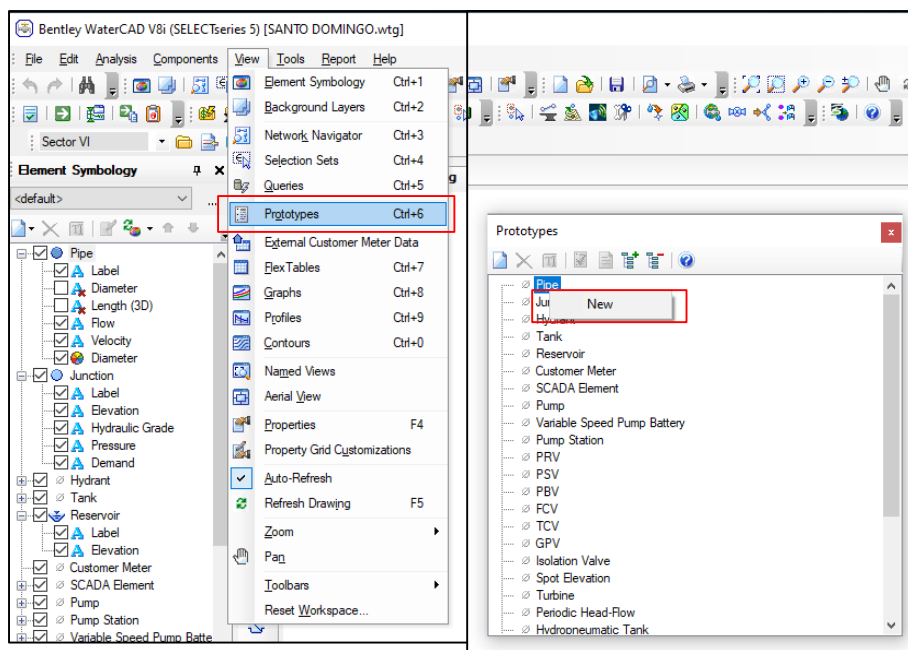 Bentley WaterCAD V8i (SELECTseries 5) [SANTO DOMINGO.wtg]
File Edit Analysis Components View Tools Report Help
Sector VI
Element Symbology
<default>
...
Pipe
Label
Diameter
Length (3D)
Flow
Velocity
Diameter
Junction
Label
Elevation
Hydraulic Grade
Pressure
Demand
Hydrant
Tank
Reservoir
Label
Elevation
Customer Meter
SCADA Element
Pump
Pump Station
Variable Speed Pump Batte
Element Symbology Ctrl+1
Background Layers Ctrl+2
Network Navigator Ctrl+3
Selection Sets Ctrl+4
Queries Ctrl+5
Prototypes Ctrl+6
External Customer Meter Data
FlexTables Ctrl+7
Graphs Ctrl+8
Profiles Ctrl+9
Contours Ctrl+0
Named Views
Aerial View
Properties F4
Property Grid Customizations
Auto-Refresh
Refresh Drawing F5
Zoom
Pan
Toolbars
Reset Workspace...
g
Prototypes
Pipe
New
Hydrant
Tank
Reservoir
Customer Meter
SCADA Element
Pump
Variable Speed Pump Battery
Pump Station
PRV
PSV
PBV
FCV
TCV
GPV
Isolation Valve
Spot Elevation
Turbine
Periodic Head-Flow
Hydropneumatic Tank